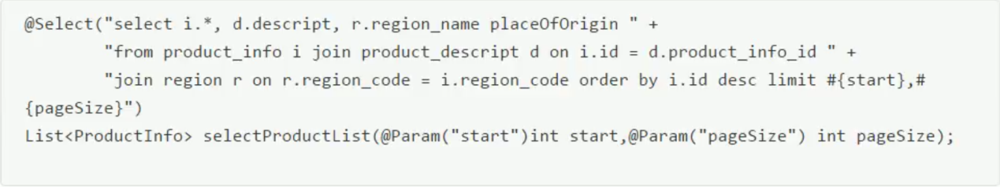 @Select("select i.*, d.descript, r.region_name placeOfOrigin " +
        "from product_info i join product_descript d on i.id = d.product_info_id " +
        "join region r on r.region_code = i.region_code order by i.id desc limit #{start},#
{pageSize}")
List<ProductInfo> selectProductList(@Param("start")int start,@Param("pageSize") int pageSize);